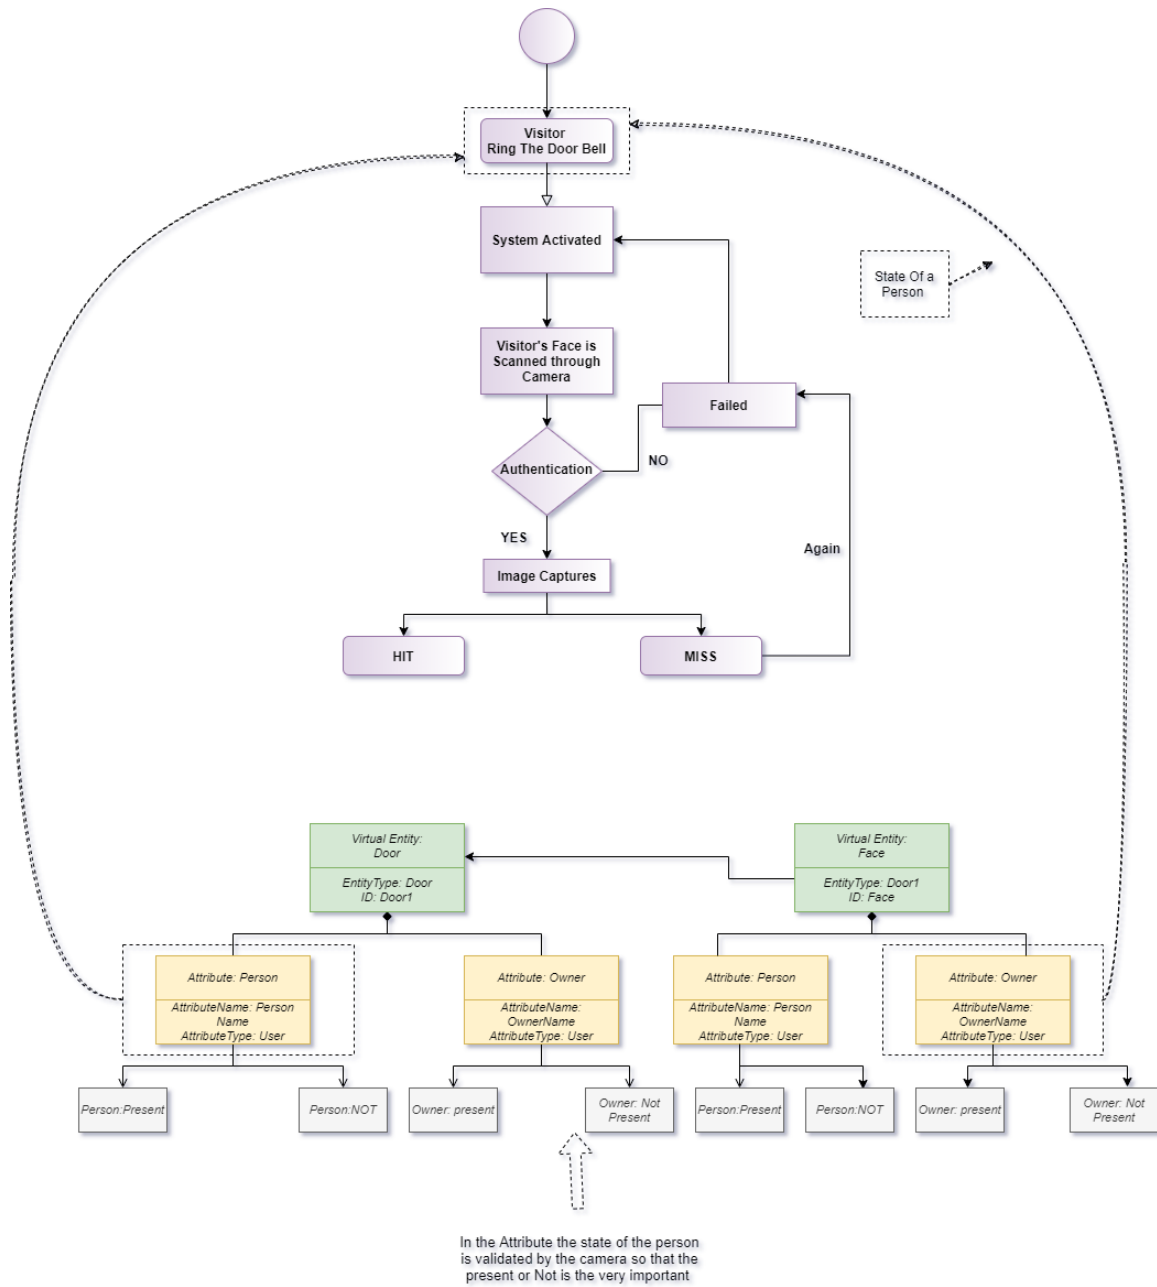 Visitor
Ring The Door Bell
System Activated
State Of a
Person
Visitor's Face is
Scanned through
Camera
Failed
Authentication
NO
YES
Again
Image Captures
HIT
MISS
Virtual Entity:
Door
EntityType: Door
ID: Door1
Virtual Entity:
Face
EntityType: Door1
ID: Face
Attribute: Person
AttributeName: Person
Name
AttributeType: User
Attribute: Owner
AttributeName:
OwnerName
AttributeType: User
Attribute: Person
AttributeName: Person
Name
AttributeType: User
Attribute: Owner
AttributeName:
OwnerName
AttributeType: User
Person:Present
Person:NOT
Owner: present
Owner: Not
Present
Person:Present
Person:NOT
Owner: present
Owner: Not
Present
In the Attribute the state of the person
is validated by the camera so that the
present or Not is the very important